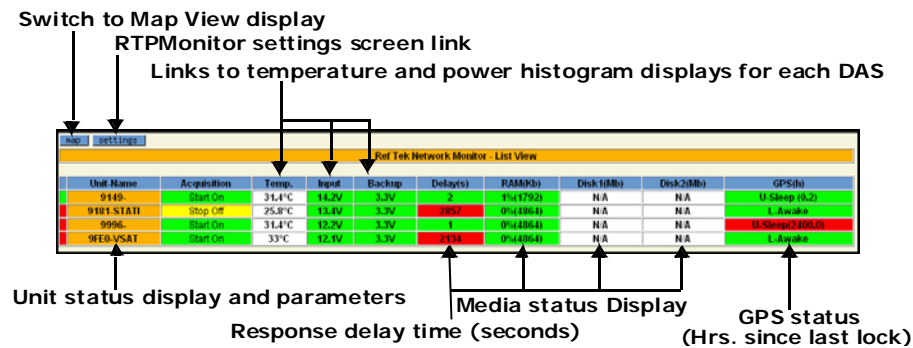 Switch to Map View display
RTPMonitor settings screen link
Links to temperature and power histogram displays for each DAS
map settings
Ref Tek Network Monitor - List View
Unit-Name Acquisition Temp. Input Backup Delay(s) RAM(Kb) Disk1(Mb) Disk2(Mb) GPS(h)
9149- Start On 31.4°C 14.2V 3.3V 2 1%(1792) N/A N/A U-Sleep (0.2)
9181-STATI Stop Off 25.8°C 13.4V 3.3V 2857 0%(4864) N/A N/A L-Awake
9996- Start On 31.4°C 12.2V 3.3V 1 0%(4864) N/A N/A U-Sleep(2400.0)
9FE0-VSAT Start On 33°C 12.1V 3.3V 2134 0%(4864) N/A N/A L-Awake
Unit status display and parameters
Media status Display
Response delay time (seconds)
GPS status
(Hrs. since last lock)